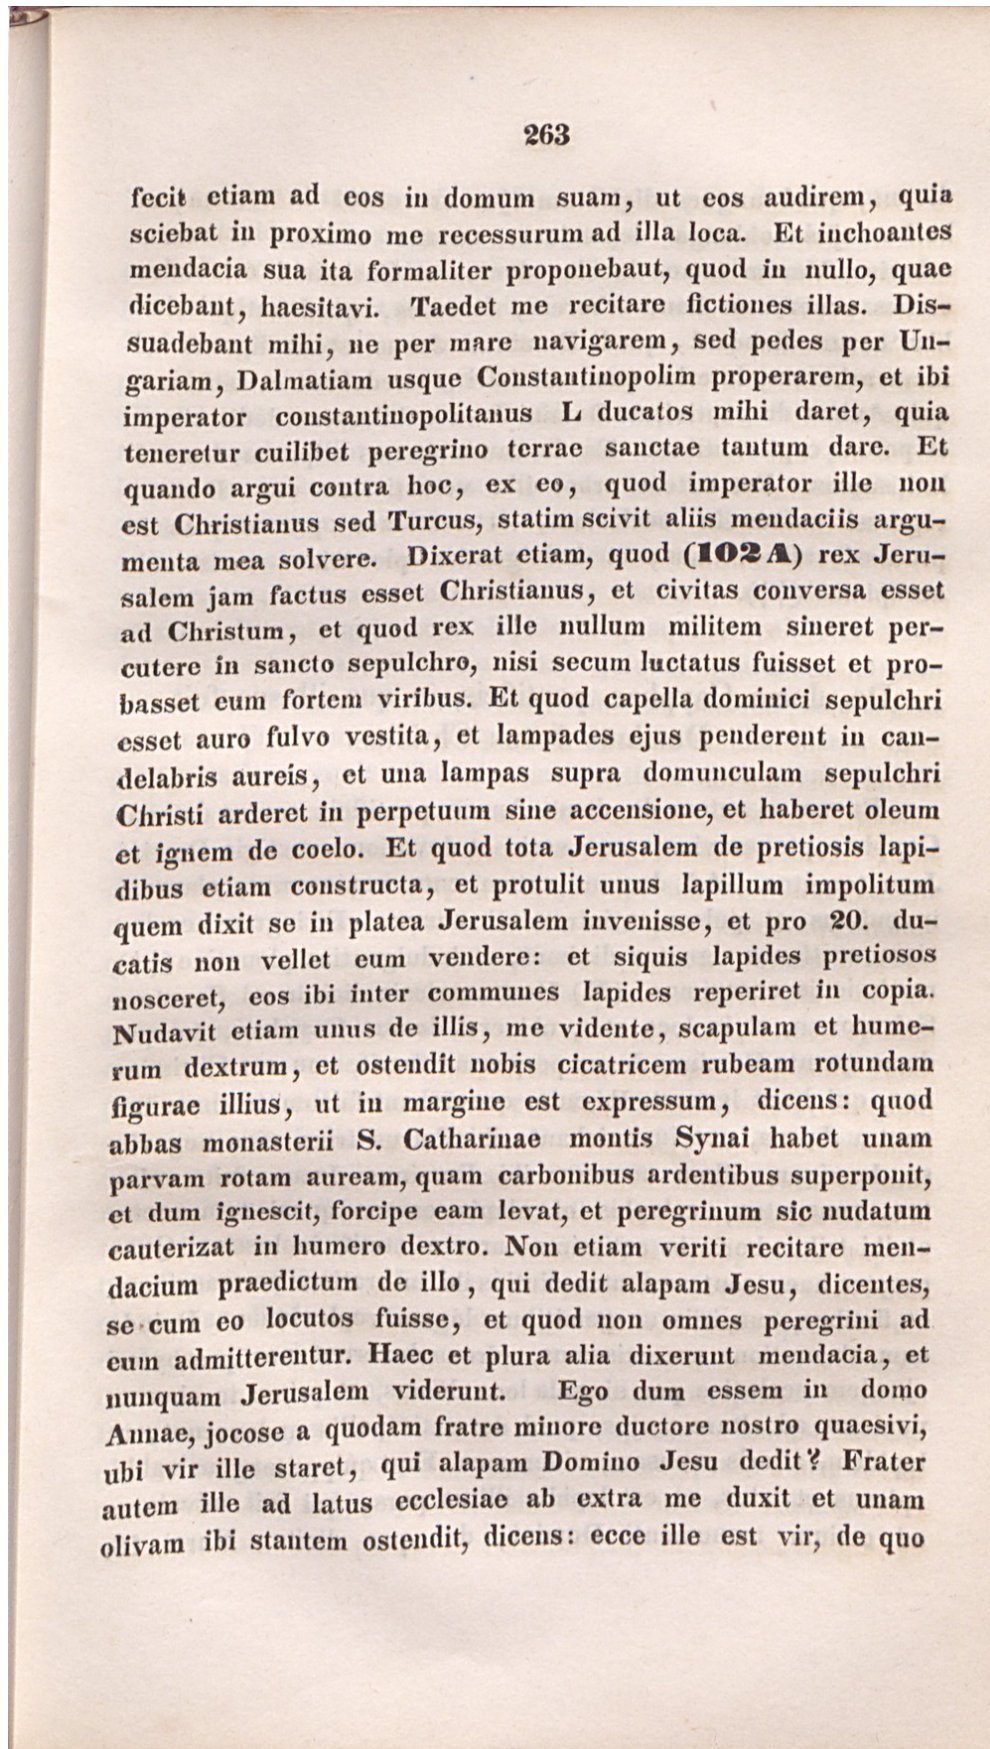 263
fecit etiam ad eos in domum suam, ut eos audirem, quia
sciebat in proximo me recessurum ad illa loca. Et inchoantes
mendacia sua ita formaliter proponebaut, quod in nullo, quae
dicebant, haesitavi. Taedet me recitare fictiones illas. Dis-
suadebant mihi, ne per mare navigarem, sed pedes per Un-
gariam, Dalmatiam usque Constantinopolim properarem, et ibi
imperator constantinopolitanus L ducatos mihi daret, quia
teneretur cuilibet peregrino terrae sanctae tantum dare. Et
quando argui contra hoc, ex eo, quod imperator ille non
est Christianus sed Turcus, statim scivit aliis mendaciis argu-
menta mea solvere. Dixerat etiam, quod (102 A) rex Jeru-
salem jam factus esset Christianus, et civitas conversa esset
ad Christum, et quod rex ille nullum militem sineret per-
cutere in sancto sepulchro, nisi secum luctatus fuisset et pro-
basset eum fortem viribus. Et quod capella dominici sepulchri
esset auro fulvo vestita, et lampades ejus penderent in can-
delabris aureis, et una lampas supra domunculam sepulchri
Christi arderet in perpetuum sine accensione, et haberet oleum
et ignem de coelo. Et quod tota Jerusalem de pretiosis lapi-
dibus etiam constructa, et protulit unus lapillum impolitum
quem dixit se in platea Jerusalem invenisse, et pro 20. du-
catis non vellet eum vendere: et siquis lapides pretiosos
nosceret, eos ibi inter communes lapides reperiret in copia.
Nudavit etiam unus de illis, me vidente, scapulam et hume-
rum dextrum, et ostendit nobis cicatricem rubeam rotundam
figurae illius, ut in margine est expressum, dicens: quod
abbas monasterii S. Catharinae montis Synai habet unam
parvam rotam auream, quam carbonibus ardentibus superponit,
et dum ignescit, forcipe eam levat, et peregrinum sic nudatum
cauterizat in humero dextro. Non etiam veriti recitare men-
dacium praedictum de illo, qui dedit alapam Jesu, dicentes,
se cum eo locutos fuisse, et quod non omnes peregrini ad
eum admitterentur. Haec et plura alia dixerunt mendacia, et
nunquam Jerusalem viderunt. Ego dum essem in domo
Annae, jocose a quodam fratre minore ductore nostro quaesivi,
ubi vir ille staret, qui alapam Domino Jesu dedit? Frater
autem ille ad latus ecclesiae ab extra me duxit et unam
olivam ibi stantem ostendit, dicens: ecce ille est vir, de quo